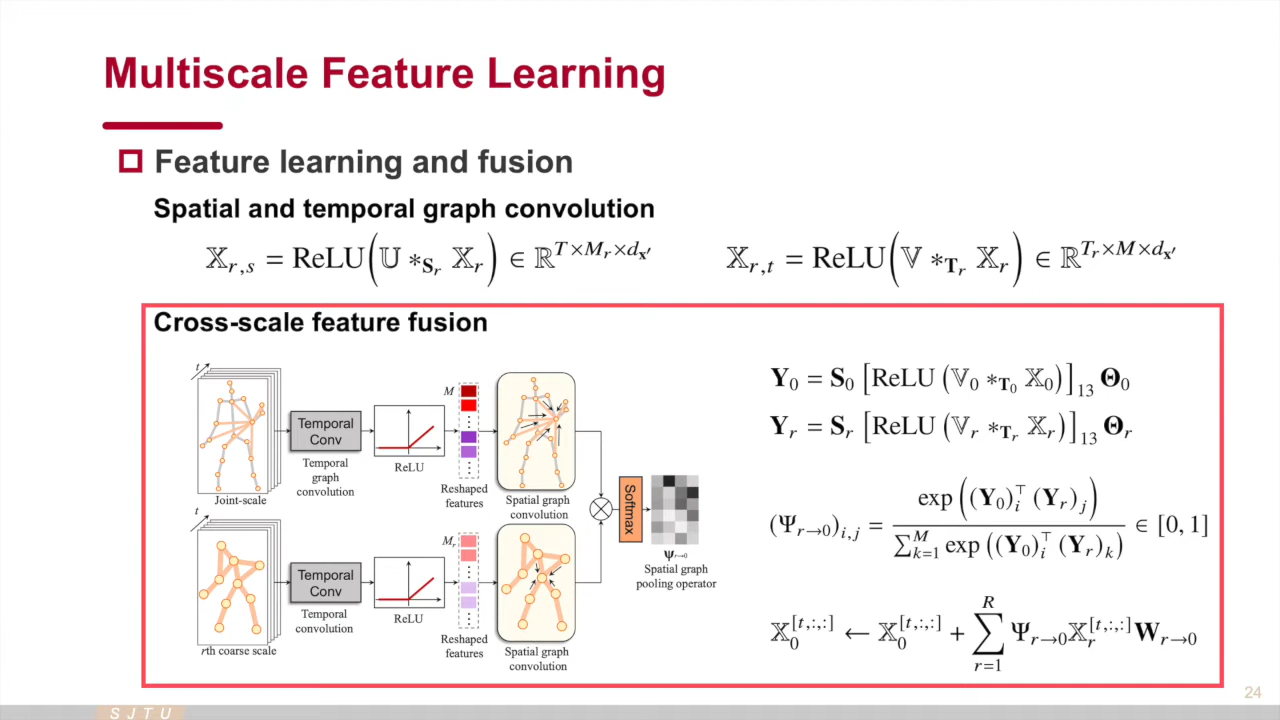 Multiscale Feature Learning
Feature learning and fusion
Spatial and temporal graph convolution
𝕏_{r,s} = ReLU(𝕌 *_{𝐒_r} 𝕏_r) ∈ ℝ^{T×M_r×d_{𝐱′}}
𝕏_{r,t} = ReLU(𝕍 *_{𝐓_r} 𝕏_r) ∈ ℝ^{T_r×M×d_{𝐱′}}
Cross-scale feature fusion
t
Joint-scale
Temporal
Conv
Temporal
graph
convolution
ReLU
M
Reshaped
features
Spatial graph
convolution
t
rth coarse scale
Temporal
Conv
Temporal
convolution
ReLU
M_r
Reshaped
features
Spatial graph
convolution
Softmax
Ψ_{r→0}
Spatial graph
pooling operator
𝐘_0 = 𝐒_0 [ReLU (𝕍_0 *_{𝐓_0} 𝕏_0)]_{13} 𝚯_0
𝐘_r = 𝐒_r [ReLU (𝕍_r *_{𝐓_r} 𝕏_r)]_{13} 𝚯_r
(Ψ_{r→0})_{i,j} = exp((𝐘_0)_i^⊤ (𝐘_r)_j) / ∑_{k=1}^{M} exp((𝐘_0)_i^⊤ (𝐘_r)_k) ∈ [0, 1]
𝕏_0^{[t,:,:]} ← 𝕏_0^{[t,:,:]} + ∑_{r=1}^{R} Ψ_{r→0} 𝕏_r^{[t,:,:]} 𝐖_{r→0}
24
SJTU